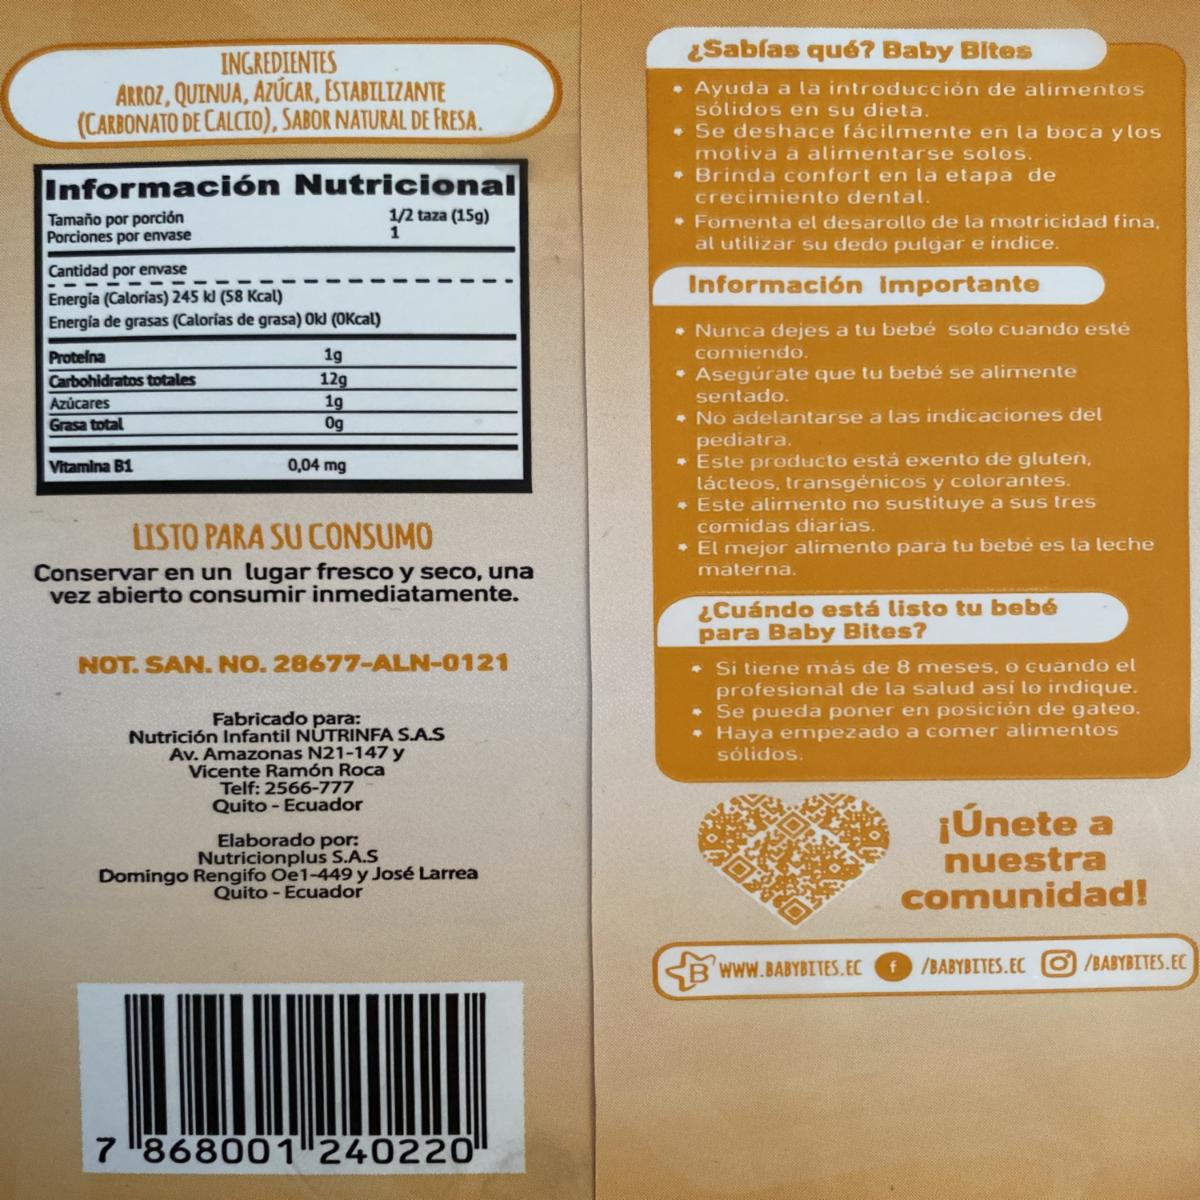 INGREDIENTES
ARROZ, QUINUA, AZÚCAR, ESTABILIZANTE
(CARBONATO DE CALCIO), SABOR NATURAL DE FRESA.
Información Nutricional
Tamaño por porción 1/2 taza (15g)
Porciones por envase 1
Cantidad por envase
Energía (Calorías) 245 kJ (58 Kcal)
Energía de grasas (Calorías de grasa) 0kJ (0Kcal)
Proteína 1g
Carbohidratos totales 12g
Azúcares 1g
Grasa total 0g
Vitamina B1 0,04 mg
LISTO PARA SU CONSUMO
Conservar en un lugar fresco y seco, una
vez abierto consumir inmediatamente.
NOT. SAN. NO. 28677-ALN-0121
Fabricado para:
Nutrición Infantil NUTRINFA S.A.S
Av. Amazonas N21-147 y
Vicente Ramón Roca
Telf: 2566-777
Quito - Ecuador
Elaborado por:
Nutricionplus S.A.S
Domingo Rengifo Oe1-449 y José Larrea
Quito - Ecuador
7 868001 240220
¿Sabías qué? Baby Bites
• Ayuda a la introducción de alimentos
sólidos en su dieta.
• Se deshace fácilmente en la boca y los
motiva a alimentarse solos.
• Brinda confort en la etapa de
crecimiento dental.
• Fomenta el desarollo de la motricidad fina,
al utilizar su dedo pulgar e índice.
Información importante
• Nunca dejes a tu bebé solo cuando esté
comiendo.
• Asegúrate que tu bebé se alimente
sentado.
• No adelantarse a las indicaciones del
pediatra.
• Este producto está exento de gluten,
lácteos, transgénicos y colorantes.
• Este alimento no sustituye a sus tres
comidas diarias.
• El mejor alimento para tu bebé es la leche
materna.
¿Cuándo está listo tu bebé
para Baby Bites?
• Si tiene más de 8 meses, o cuando el
profesional de la salud así lo indique.
• Se pueda poner en posición de gateo.
• Haya empezado a comer alimentos
sólidos.
¡Únete a
nuestra
comunidad!
B WWW.BABYBITES.EC f /BABYBITES.EC /BABYBITES.EC